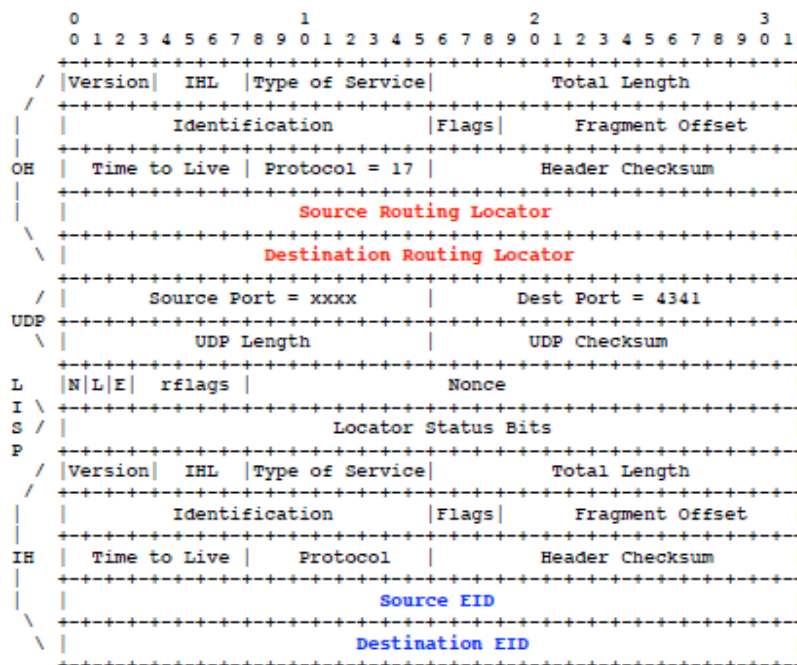 0                   1                   2                   3
0 1 2 3 4 5 6 7 8 9 0 1 2 3 4 5 6 7 8 9 0 1 2 3 4 5 6 7 8 9 0 1
+-+-+-+-+-+-+-+-+-+-+-+-+-+-+-+-+-+-+-+-+-+-+-+-+-+-+-+-+-+-+-+-
/ |Version| IHL |Type of Service| Total Length
/ +-+-+-+-+-+-+-+-+-+-+-+-+-+-+-+-+-+-+-+-+-+-+-+-+-+-+-+-+-+-+-+-
| | Identification |Flags| Fragment Offset
| +-+-+-+-+-+-+-+-+-+-+-+-+-+-+-+-+-+-+-+-+-+-+-+-+-+-+-+-+-+-+-+-
OH | Time to Live | Protocol = 17 | Header Checksum
| +-+-+-+-+-+-+-+-+-+-+-+-+-+-+-+-+-+-+-+-+-+-+-+-+-+-+-+-+-+-+-+-
| | Source Routing Locator
\ +-+-+-+-+-+-+-+-+-+-+-+-+-+-+-+-+-+-+-+-+-+-+-+-+-+-+-+-+-+-+-+-
\ | Destination Routing Locator
+-+-+-+-+-+-+-+-+-+-+-+-+-+-+-+-+-+-+-+-+-+-+-+-+-+-+-+-+-+-+-+-
/ | Source Port = xxxx | Dest Port = 4341
UDP +-+-+-+-+-+-+-+-+-+-+-+-+-+-+-+-+-+-+-+-+-+-+-+-+-+-+-+-+-+-+-+-
\ | UDP Length | UDP Checksum
+-+-+-+-+-+-+-+-+-+-+-+-+-+-+-+-+-+-+-+-+-+-+-+-+-+-+-+-+-+-+-+-
L |N|L|E| rflags | Nonce
I \ +-+-+-+-+-+-+-+-+-+-+-+-+-+-+-+-+-+-+-+-+-+-+-+-+-+-+-+-+-+-+-+-
S / | Locator Status Bits
P +-+-+-+-+-+-+-+-+-+-+-+-+-+-+-+-+-+-+-+-+-+-+-+-+-+-+-+-+-+-+-+-
/ |Version| IHL |Type of Service| Total Length
/ +-+-+-+-+-+-+-+-+-+-+-+-+-+-+-+-+-+-+-+-+-+-+-+-+-+-+-+-+-+-+-+-
| | Identification |Flags| Fragment Offset
| +-+-+-+-+-+-+-+-+-+-+-+-+-+-+-+-+-+-+-+-+-+-+-+-+-+-+-+-+-+-+-+-
IH | Time to Live | Protocol | Header Checksum
| +-+-+-+-+-+-+-+-+-+-+-+-+-+-+-+-+-+-+-+-+-+-+-+-+-+-+-+-+-+-+-+-
| | Source EID
\ +-+-+-+-+-+-+-+-+-+-+-+-+-+-+-+-+-+-+-+-+-+-+-+-+-+-+-+-+-+-+-+-
\ | Destination EID
+-+-+-+-+-+-+-+-+-+-+-+-+-+-+-+-+-+-+-+-+-+-+-+-+-+-+-+-+-+-+-+-